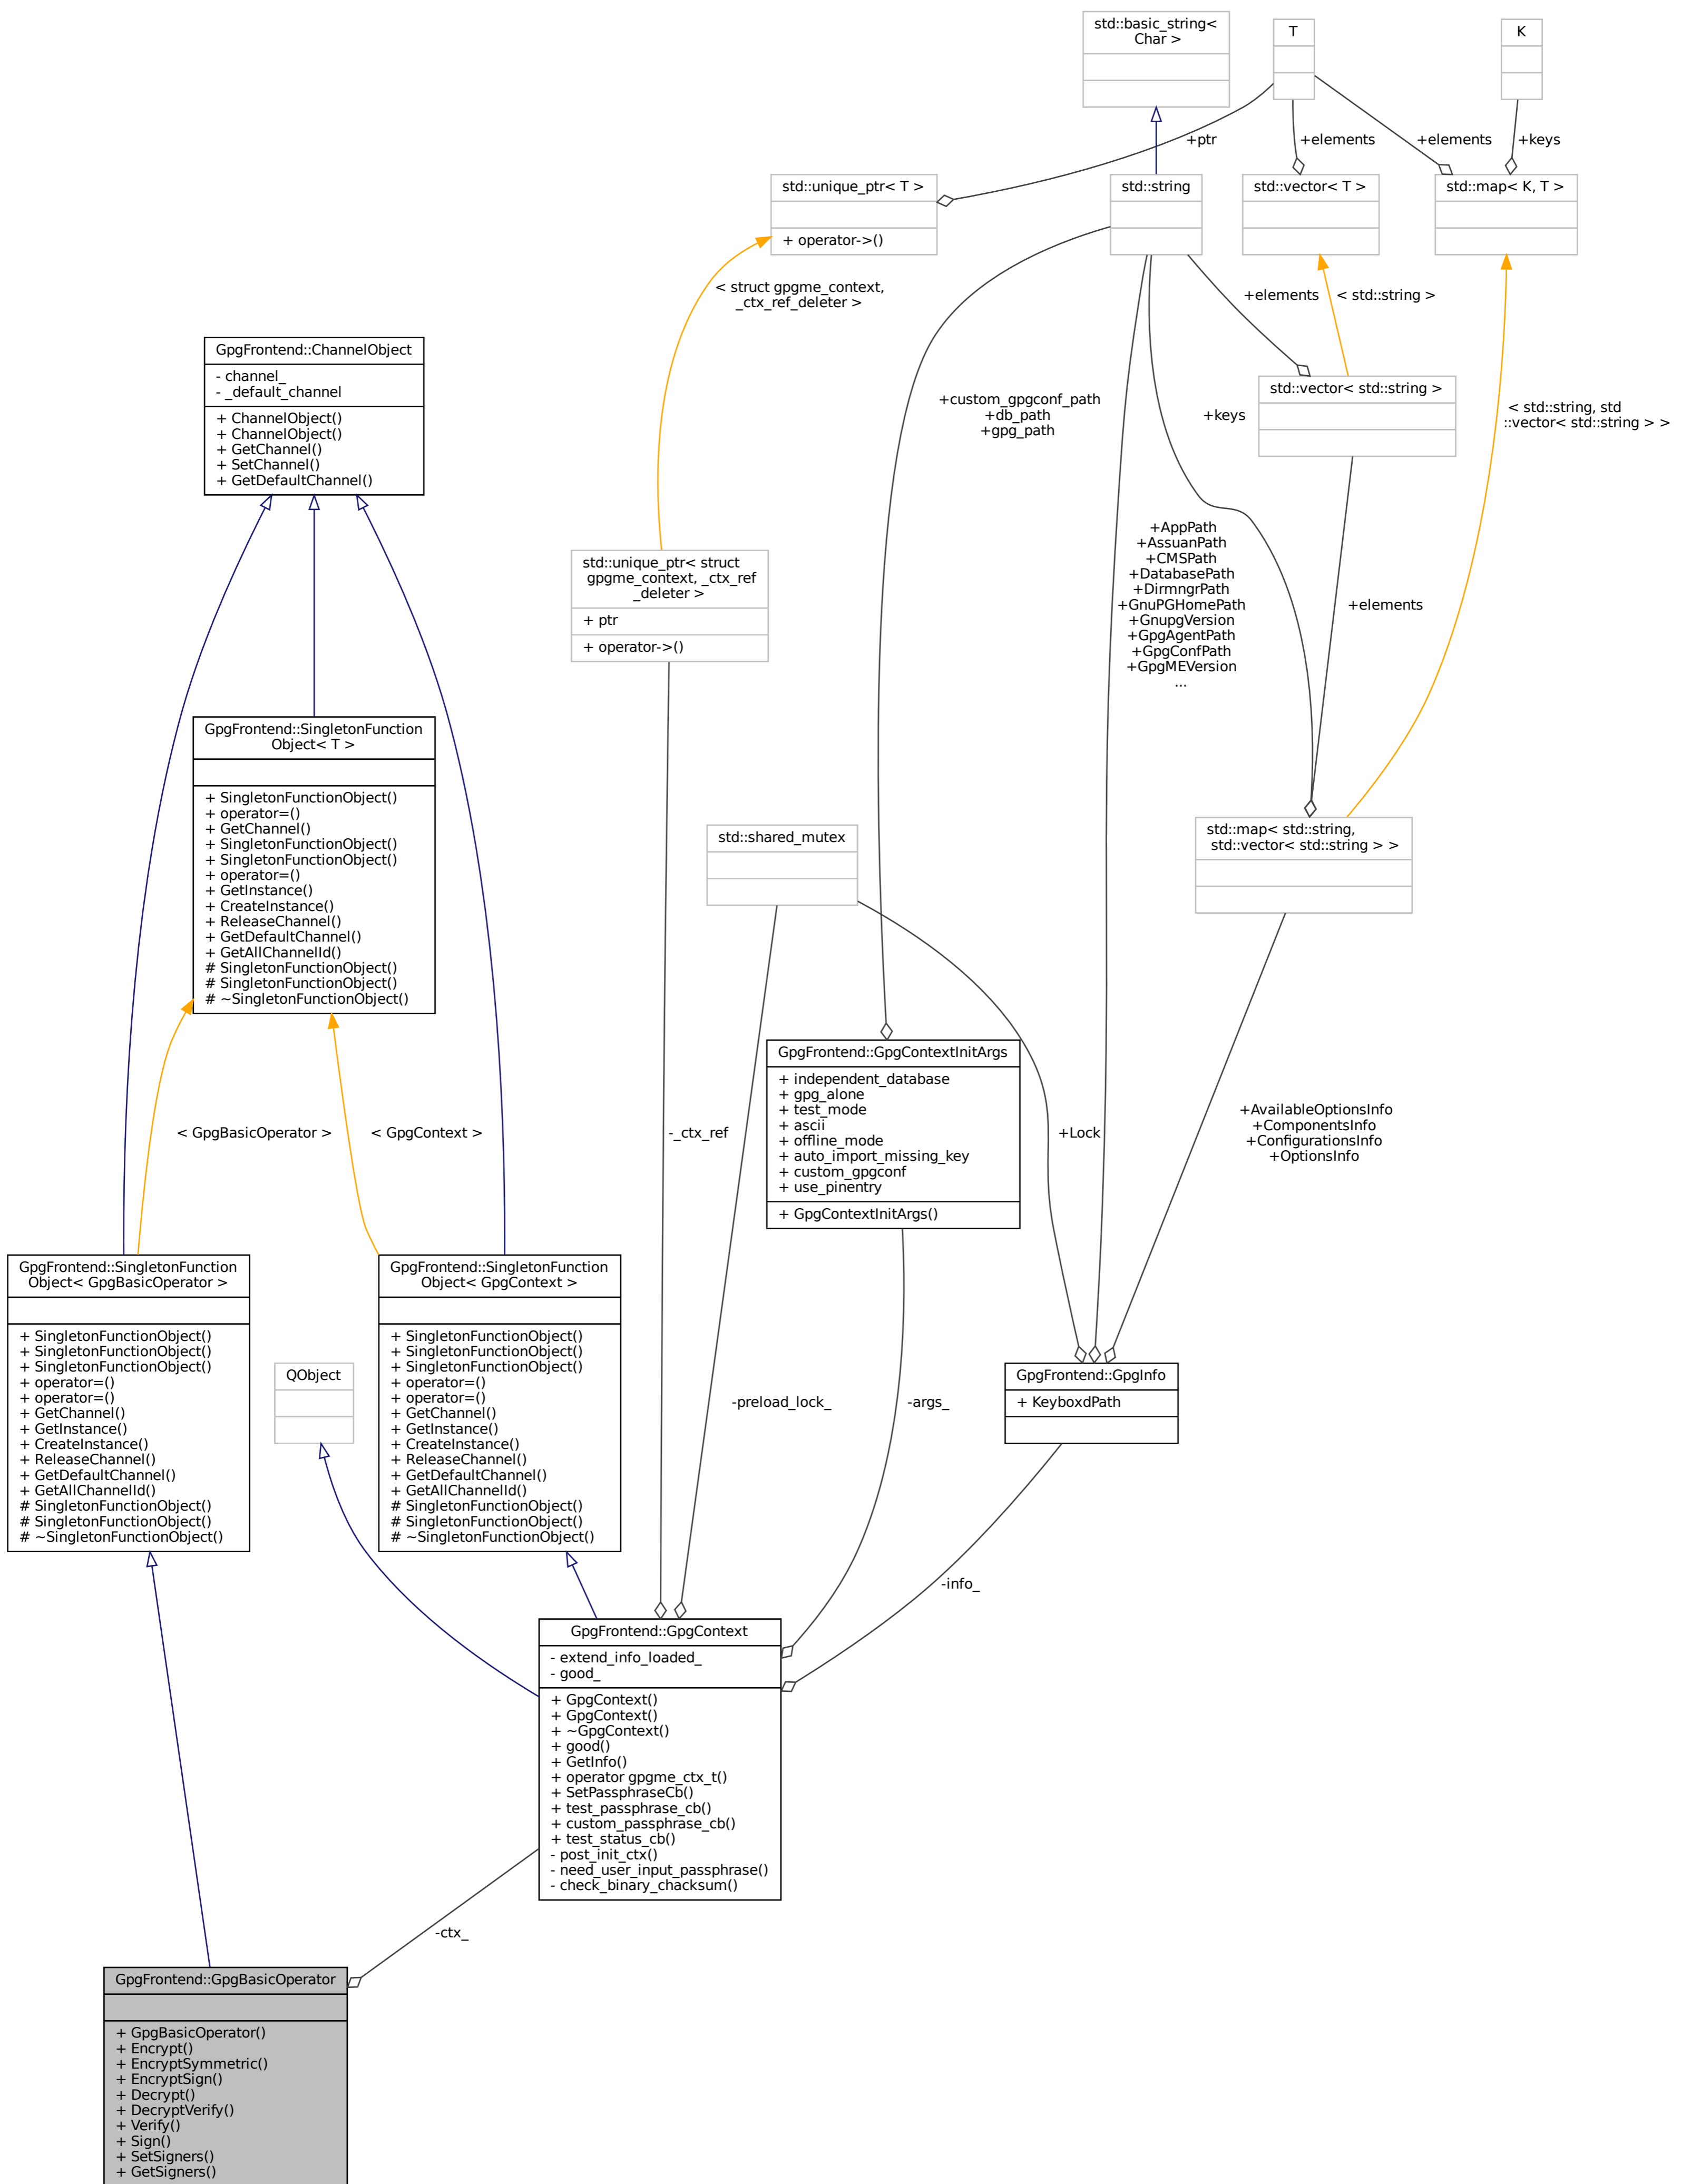 std::basic_string<
Char >
T
K
+ptr
+elements
+elements
+keys
std::unique_ptr< T >
+ operator->()
std::string
std::vector< T >
std::map< K, T >
< struct gpgme_context,
_ctx_ref_deleter >
+elements
< std::string >
GpgFrontend::ChannelObject
- channel_
- _default_channel
+ ChannelObject()
+ ChannelObject()
+ GetChannel()
+ SetChannel()
+ GetDefaultChannel()
+custom_gpgconf_path
+db_path
+gpg_path
+keys
std::vector< std::string >
< std::string, std
::vector< std::string > >
std::unique_ptr< struct
gpgme_context, _ctx_ref
_deleter >
+ ptr
+ operator->()
+AppPath
+AssuanPath
+CMSPath
+DatabasePath
+DirmngrPath
+GnuPGHomePath
+GnupgVersion
+GpgAgentPath
+GpgConfPath
+GpgMEVersion
...
+elements
GpgFrontend::SingletonFunction
Object< T >
+ SingletonFunctionObject()
+ operator=()
+ GetChannel()
+ SingletonFunctionObject()
+ SingletonFunctionObject()
+ operator=()
+ GetInstance()
+ CreateInstance()
+ ReleaseChannel()
+ GetDefaultChannel()
+ GetAllChannelId()
# SingletonFunctionObject()
# SingletonFunctionObject()
# ~SingletonFunctionObject()
std::shared_mutex
std::map< std::string,
std::vector< std::string > >
< GpgBasicOperator >
< GpgContext >
-_ctx_ref
GpgFrontend::GpgContextInitArgs
+ independent_database
+ gpg_alone
+ test_mode
+ ascii
+ offline_mode
+ auto_import_missing_key
+ custom_gpgconf
+ use_pinentry
+ GpgContextInitArgs()
+Lock
+AvailableOptionsInfo
+ComponentsInfo
+ConfigurationsInfo
+OptionsInfo
GpgFrontend::SingletonFunction
Object< GpgBasicOperator >
+ SingletonFunctionObject()
+ SingletonFunctionObject()
+ SingletonFunctionObject()
+ operator=()
+ operator=()
+ GetChannel()
+ GetInstance()
+ CreateInstance()
+ ReleaseChannel()
+ GetDefaultChannel()
+ GetAllChannelId()
# SingletonFunctionObject()
# SingletonFunctionObject()
# ~SingletonFunctionObject()
QObject
GpgFrontend::SingletonFunction
Object< GpgContext >
+ SingletonFunctionObject()
+ SingletonFunctionObject()
+ SingletonFunctionObject()
+ operator=()
+ operator=()
+ GetChannel()
+ GetInstance()
+ CreateInstance()
+ ReleaseChannel()
+ GetDefaultChannel()
+ GetAllChannelId()
# SingletonFunctionObject()
# SingletonFunctionObject()
# ~SingletonFunctionObject()
-preload_lock_
-args_
GpgFrontend::GpgInfo
+ KeyboxdPath
-info_
GpgFrontend::GpgContext
- extend_info_loaded_
- good_
+ GpgContext()
+ GpgContext()
+ ~GpgContext()
+ good()
+ GetInfo()
+ operator gpgme_ctx_t()
+ SetPassphraseCb()
+ test_passphrase_cb()
+ custom_passphrase_cb()
+ test_status_cb()
- post_init_ctx()
- need_user_input_passphrase()
- check_binary_chacksum()
-ctx_
GpgFrontend::GpgBasicOperator
+ GpgBasicOperator()
+ Encrypt()
+ EncryptSymmetric()
+ EncryptSign()
+ Decrypt()
+ DecryptVerify()
+ Verify()
+ Sign()
+ SetSigners()
+ GetSigners()